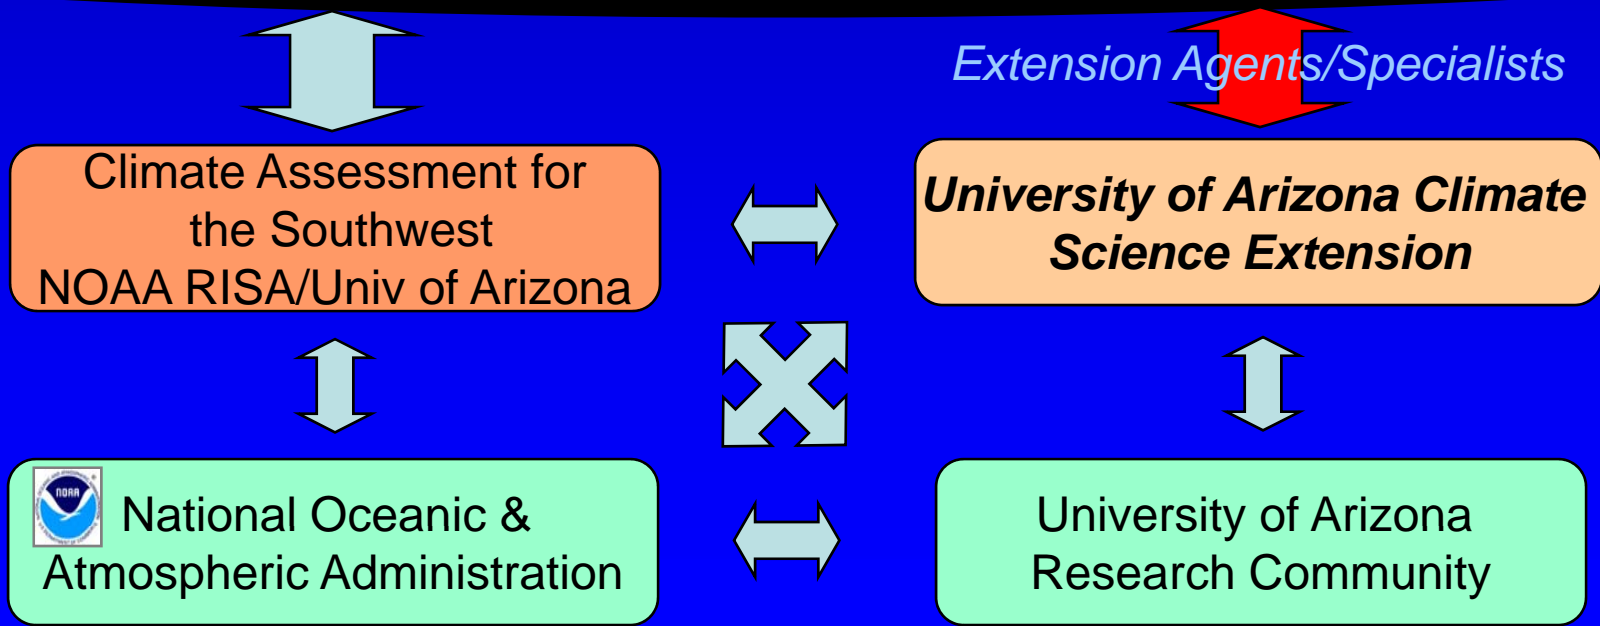 Extension Agents/Specialists
Climate Assessment for
the Southwest
NOAA RISA/Univ of Arizona
University of Arizona Climate
Science Extension
NOAA
National Oceanic &
Atmospheric Administration
University of Arizona
Research Community